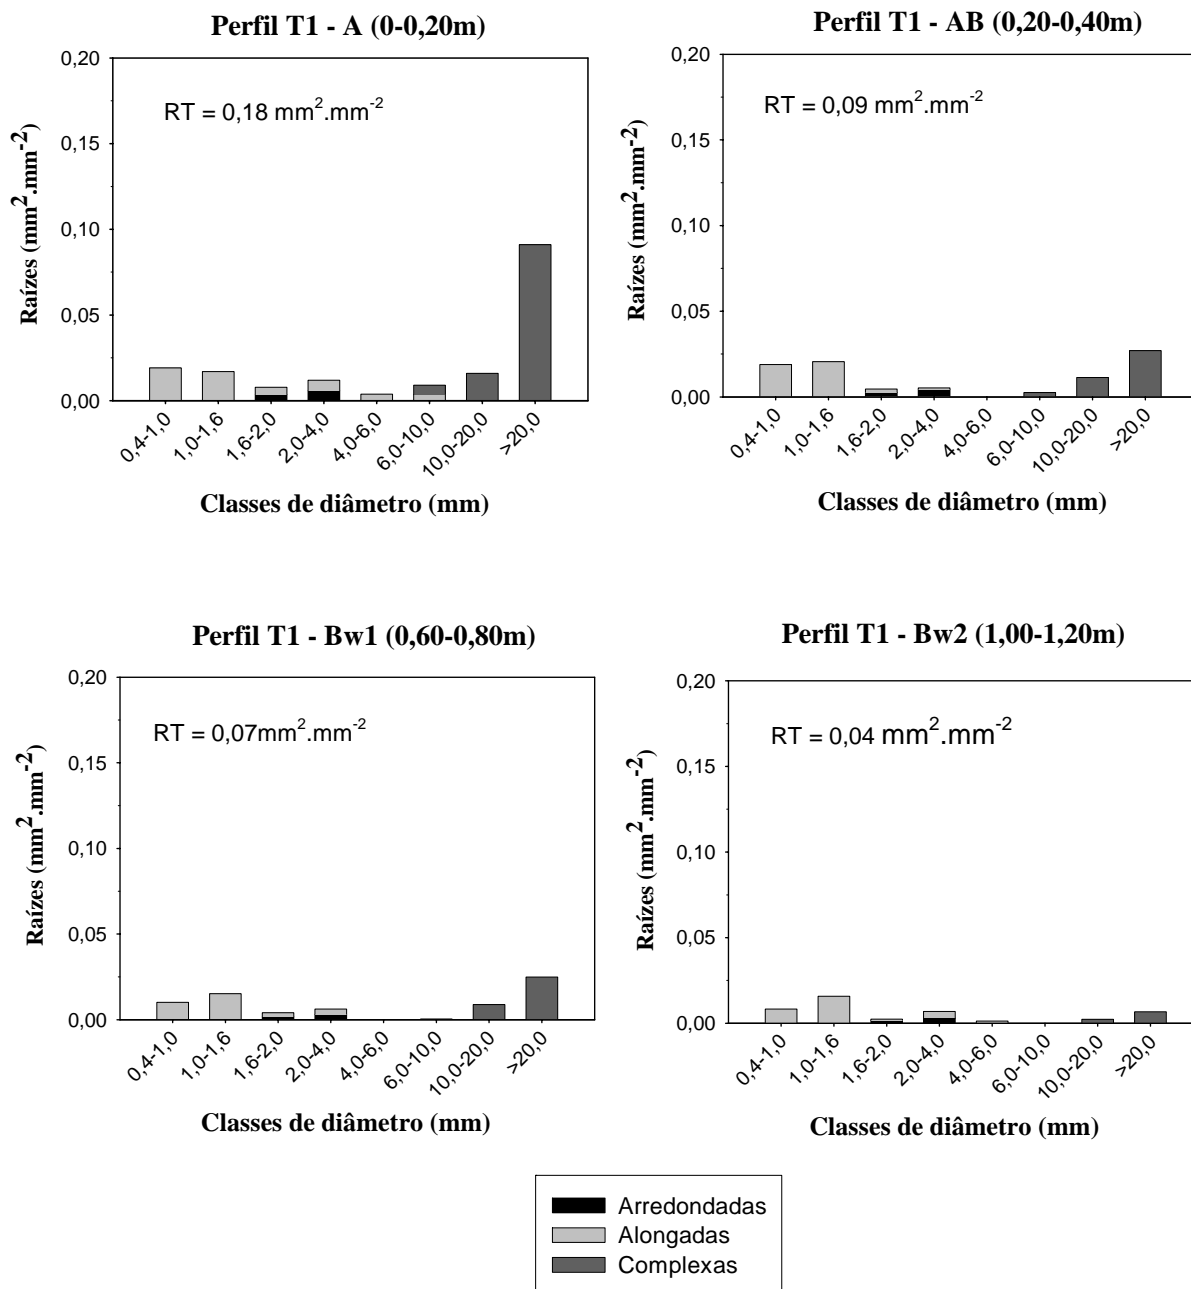 Perfil T1 - A (0-0,20m)
RT = 0,18 mm².mm⁻²
Raízes (mm².mm⁻²)
0,20
0,15
0,10
0,05
0,00
0,4-1,0
1,0-1,6
1,6-2,0
2,0-4,0
4,0-6,0
6,0-10,0
10,0-20,0
>20,0
Classes de diâmetro (mm)
Perfil T1 - AB (0,20-0,40m)
RT = 0,09 mm².mm⁻²
Raízes (mm².mm⁻²)
0,20
0,15
0,10
0,05
0,00
0,4-1,0
1,0-1,6
1,6-2,0
2,0-4,0
4,0-6,0
6,0-10,0
10,0-20,0
>20,0
Classes de diâmetro (mm)
Perfil T1 - Bw1 (0,60-0,80m)
RT = 0,07mm².mm⁻²
Raízes (mm².mm⁻²)
0,20
0,15
0,10
0,05
0,00
0,4-1,0
1,0-1,6
1,6-2,0
2,0-4,0
4,0-6,0
6,0-10,0
10,0-20,0
>20,0
Classes de diâmetro (mm)
Perfil T1 - Bw2 (1,00-1,20m)
RT = 0,04 mm².mm⁻²
Raízes (mm².mm⁻²)
0,20
0,15
0,10
0,05
0,00
0,4-1,0
1,0-1,6
1,6-2,0
2,0-4,0
4,0-6,0
6,0-10,0
10,0-20,0
>20,0
Classes de diâmetro (mm)
Arredondadas
Alongadas
Complexas